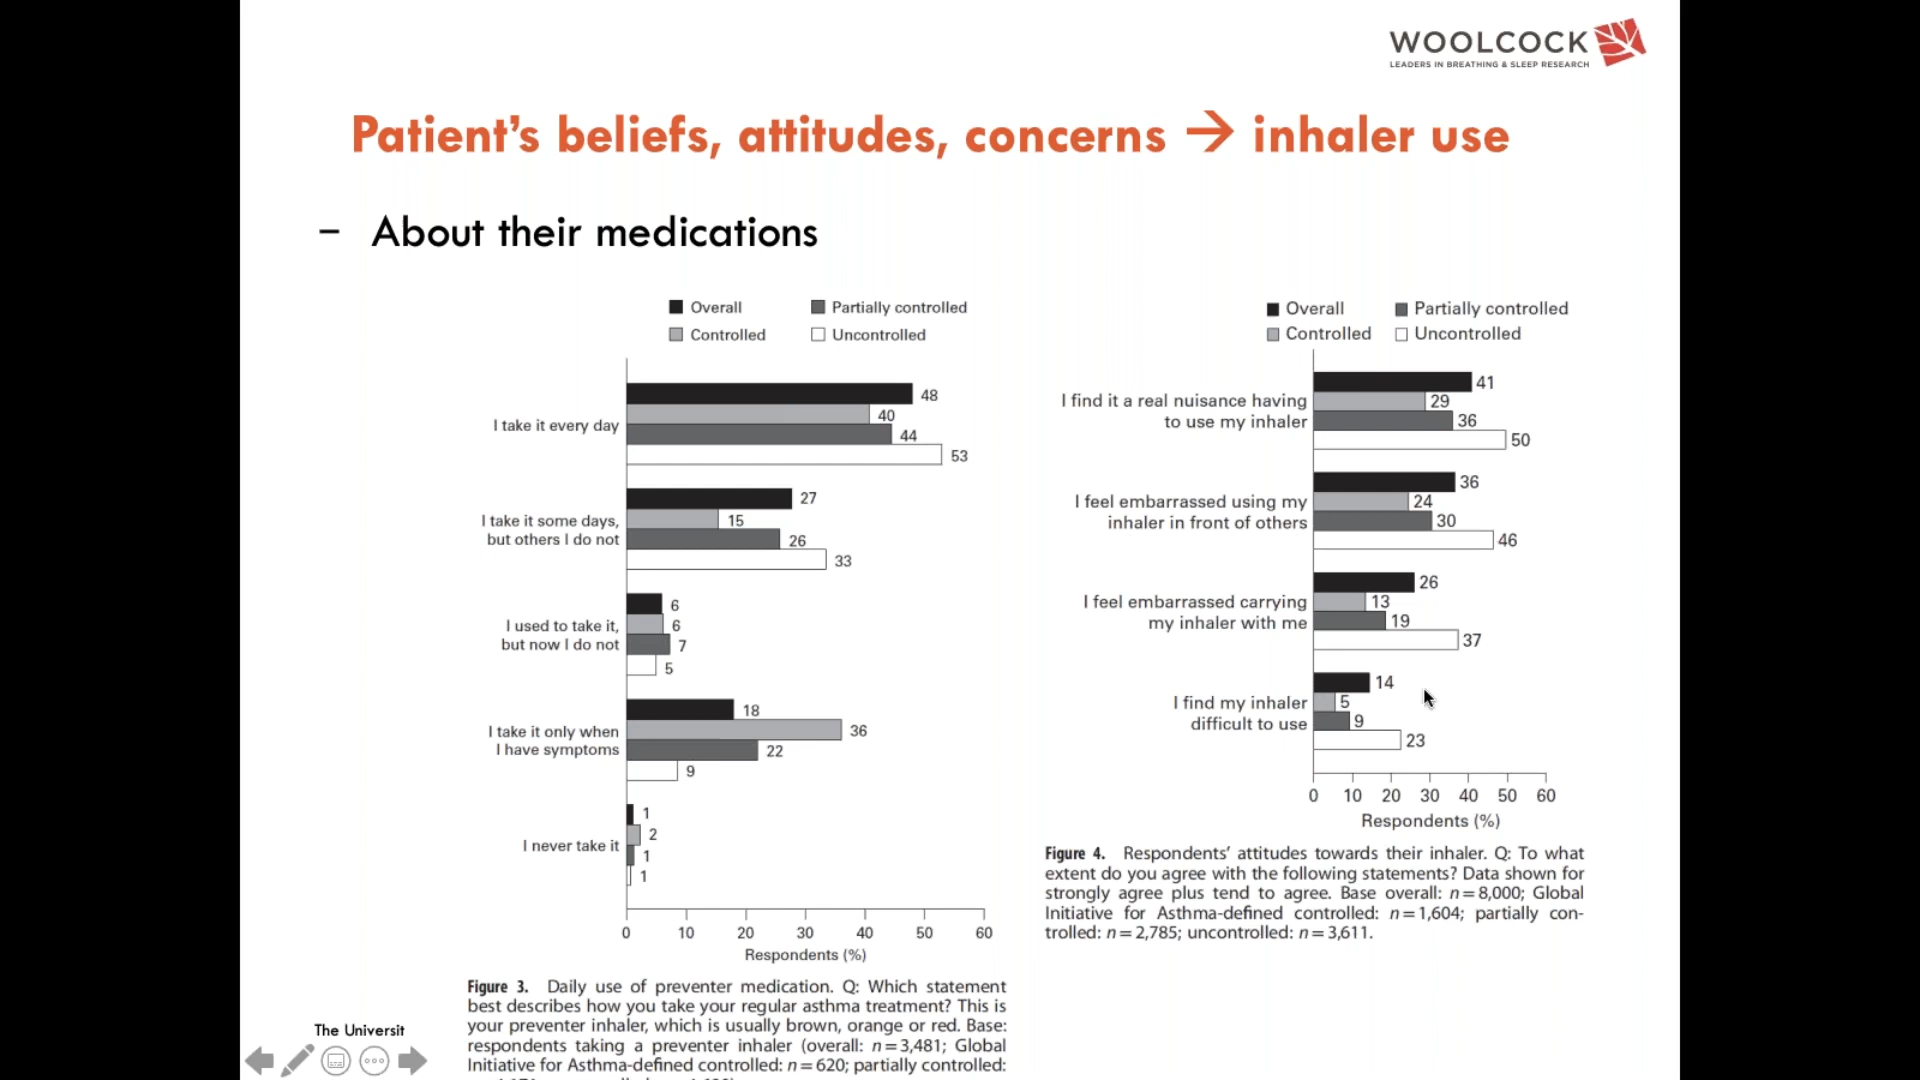 WOOLCOCK
LEADERS IN BREATHING & SLEEP RESEARCH
Patient’s beliefs, attitudes, concerns → inhaler use
– About their medications
Overall Partially controlled
Controlled Uncontrolled
I take it every day
48
40
44
53
I take it some days,
but others I do not
27
15
26
33
I used to take it,
but now I do not
6
6
7
5
I take it only when
I have symptoms
18
36
22
9
I never take it
1
2
1
1
0 10 20 30 40 50 60
Respondents (%)
Figure 3. Daily use of preventer medication. Q: Which statement
best describes how you take your regular asthma treatment? This is
your preventer inhaler, which is usually brown, orange or red. Base:
respondents taking a preventer inhaler (overall: n = 3,481; Global
Initiative for Asthma-defined controlled: n = 620; partially controlled:
Overall Partially controlled
Controlled Uncontrolled
I find it a real nuisance having
to use my inhaler
41
29
36
50
I feel embarrassed using my
inhaler in front of others
36
24
30
46
I feel embarrassed carrying
my inhaler with me
26
13
19
37
I find my inhaler
difficult to use
14
5
9
23
0 10 20 30 40 50 60
Respondents (%)
Figure 4. Respondents’ attitudes towards their inhaler. Q: To what
extent do you agree with the following statements? Data shown for
strongly agree plus tend to agree. Base overall: n = 8,000; Global
Initiative for Asthma-defined controlled: n = 1,604; partially con-
trolled: n = 2,785; uncontrolled: n = 3,611.
The Universit